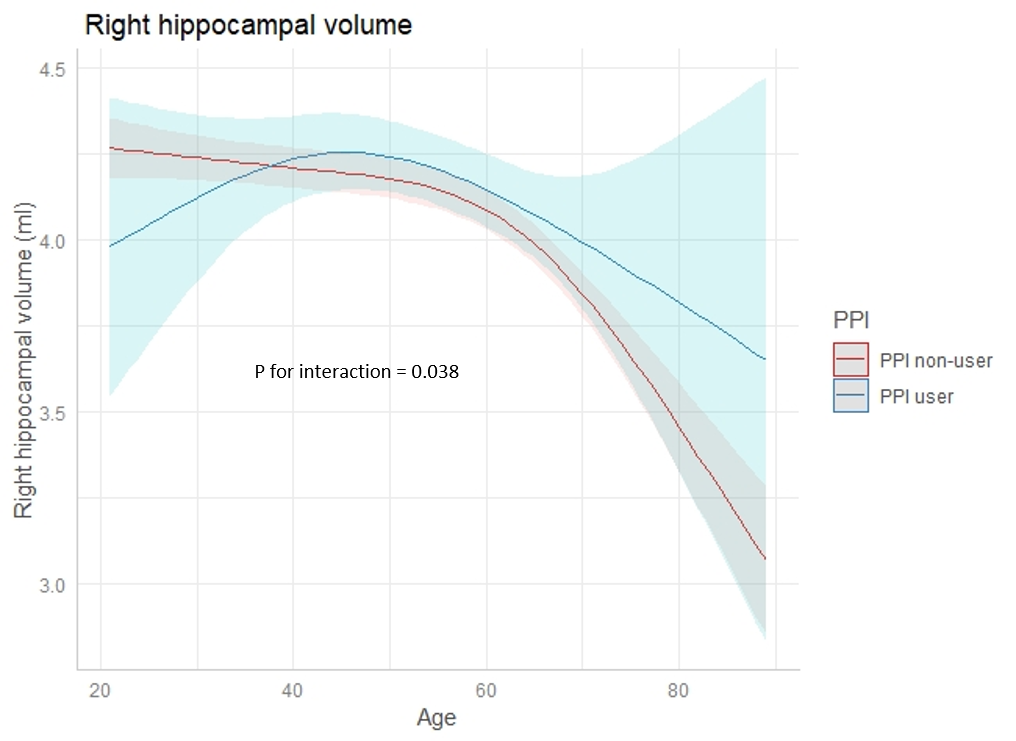 Right hippocampal volume
4.5
4.0
3.5
3.0
Right hippocampal volume (ml)
P for interaction = 0.038
20 40 60 80
Age
PPI
PPI non-user
PPI user